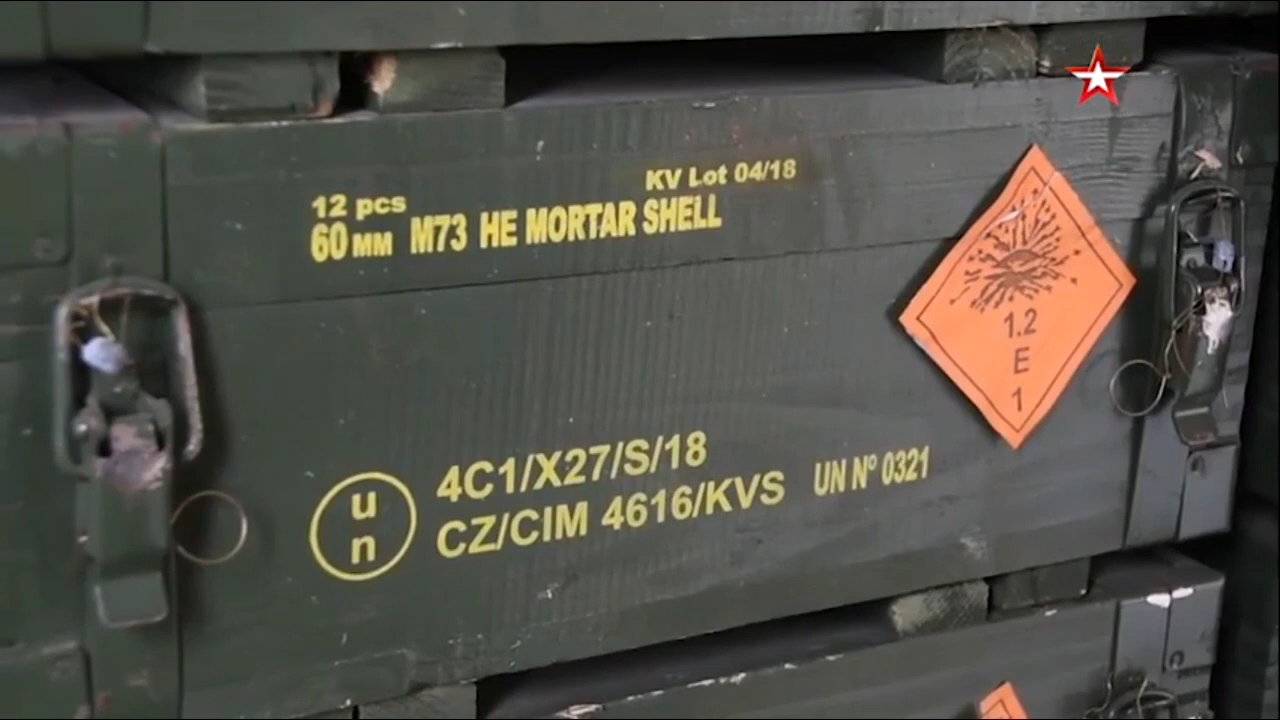 KV Lot 04/18
12 pcs
60 MM M73 HE MORTAR SHELL
1.2
E
1
un
4C1/X27/S/18
CZ/CIM 4616/KVS UN Nº 0321